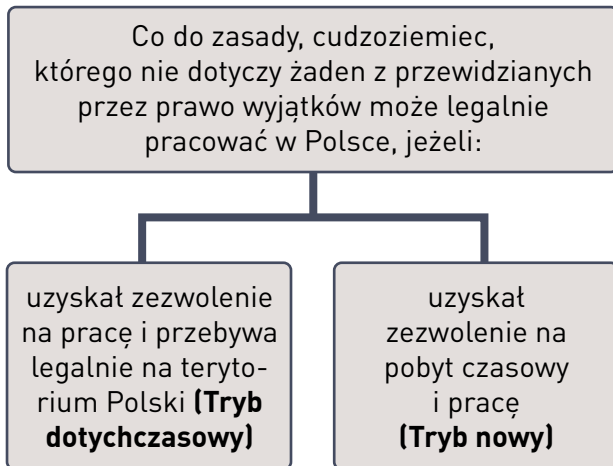 Co do zasady, cudzoziemiec,
którego nie dotyczy żaden z przewidzianych
przez prawo wyjątków może legalnie
pracować w Polsce, jeżeli:
uzyskał zezwolenie
na pracę i przebywa
legalnie na teryto-
rium Polski (Tryb
dotychczasowy)
uzyskał
zezwolenie na
pobyt czasowy
i pracę
(Tryb nowy)